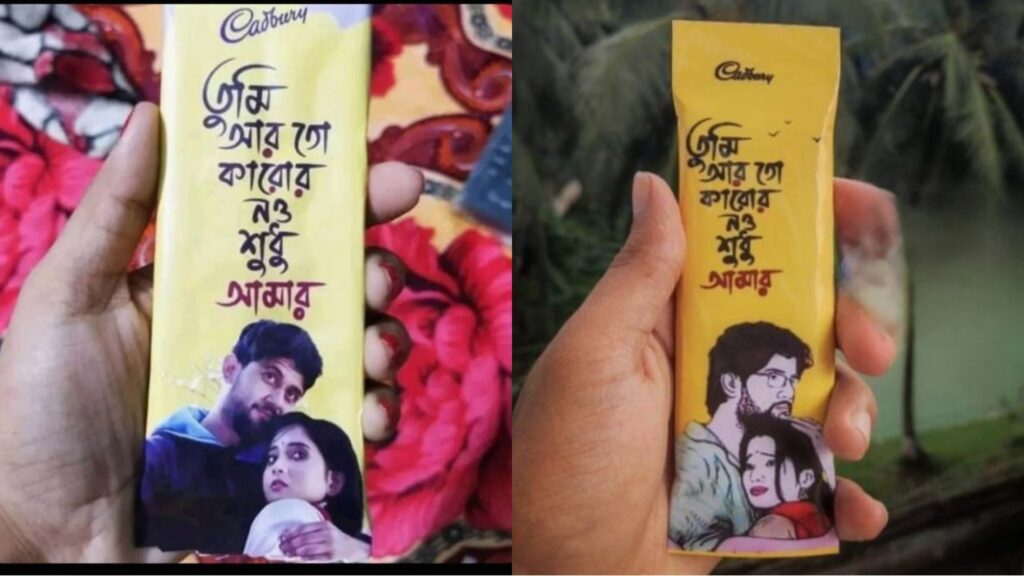 Cadbury
তুমি
আর তো
কারোর
নও
শুধু
আমার
Cadbury
তুমি
আর তো
কারোর
নও
শুধু
আমার